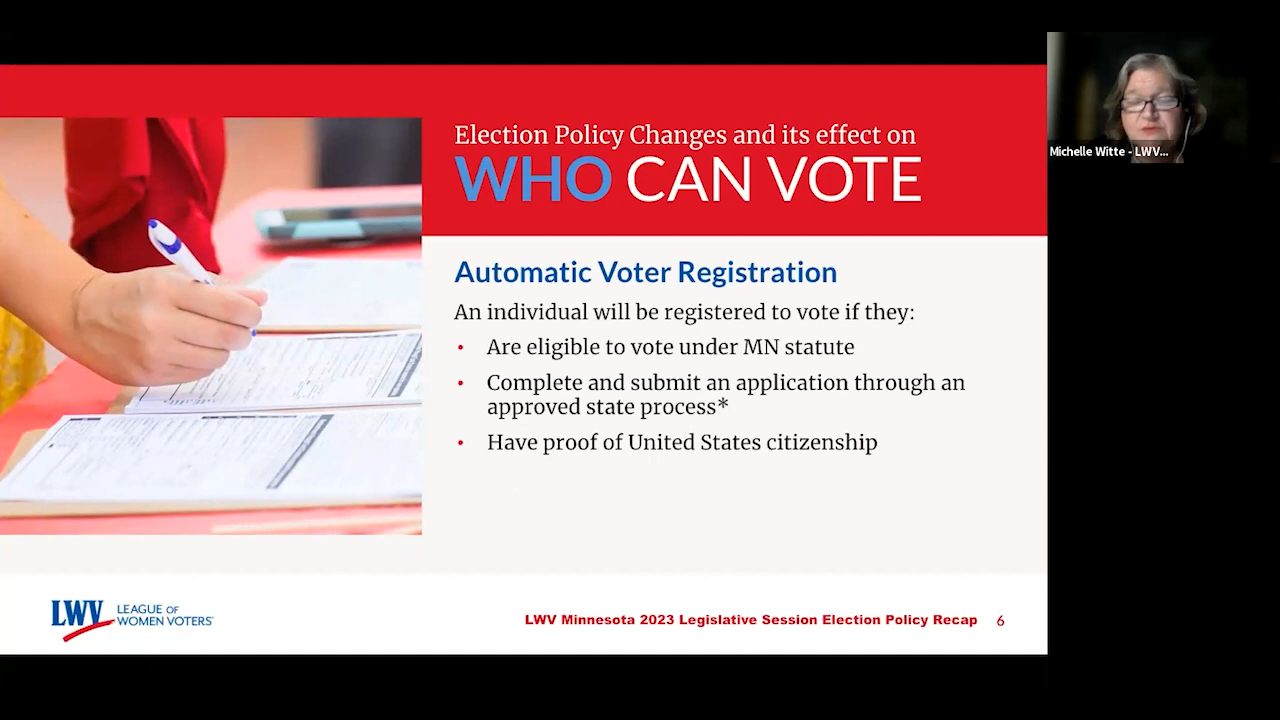 Election Policy Changes and its effect on
WHO CAN VOTE
Michelle Witte - LWV...
Automatic Voter Registration
An individual will be registered to vote if they:
• Are eligible to vote under MN statute
• Complete and submit an application through an
approved state process*
• Have proof of United States citizenship
LWV LEAGUE OF
WOMEN VOTERS®
LWV Minnesota 2023 Legislative Session Election Policy Recap 6